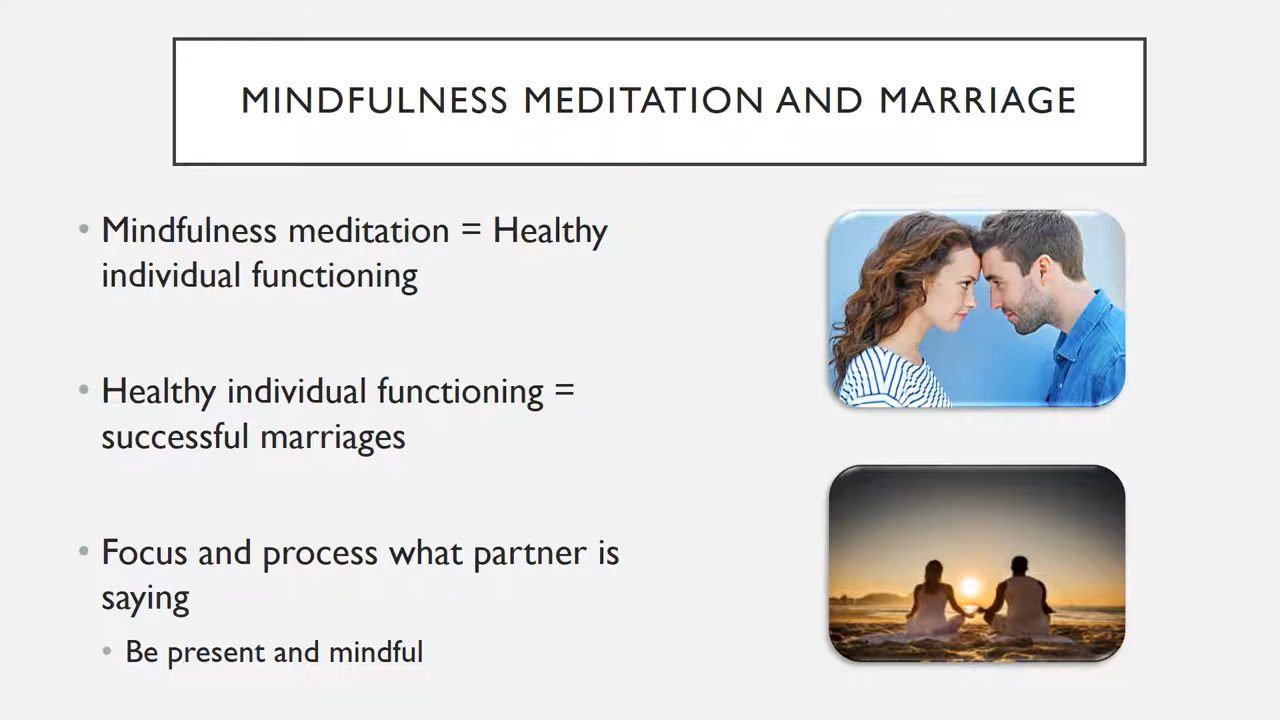 MINDFULNESS MEDITATION AND MARRIAGE
• Mindfulness meditation = Healthy
individual functioning
• Healthy individual functioning =
successful marriages
• Focus and process what partner is
saying
• Be present and mindful